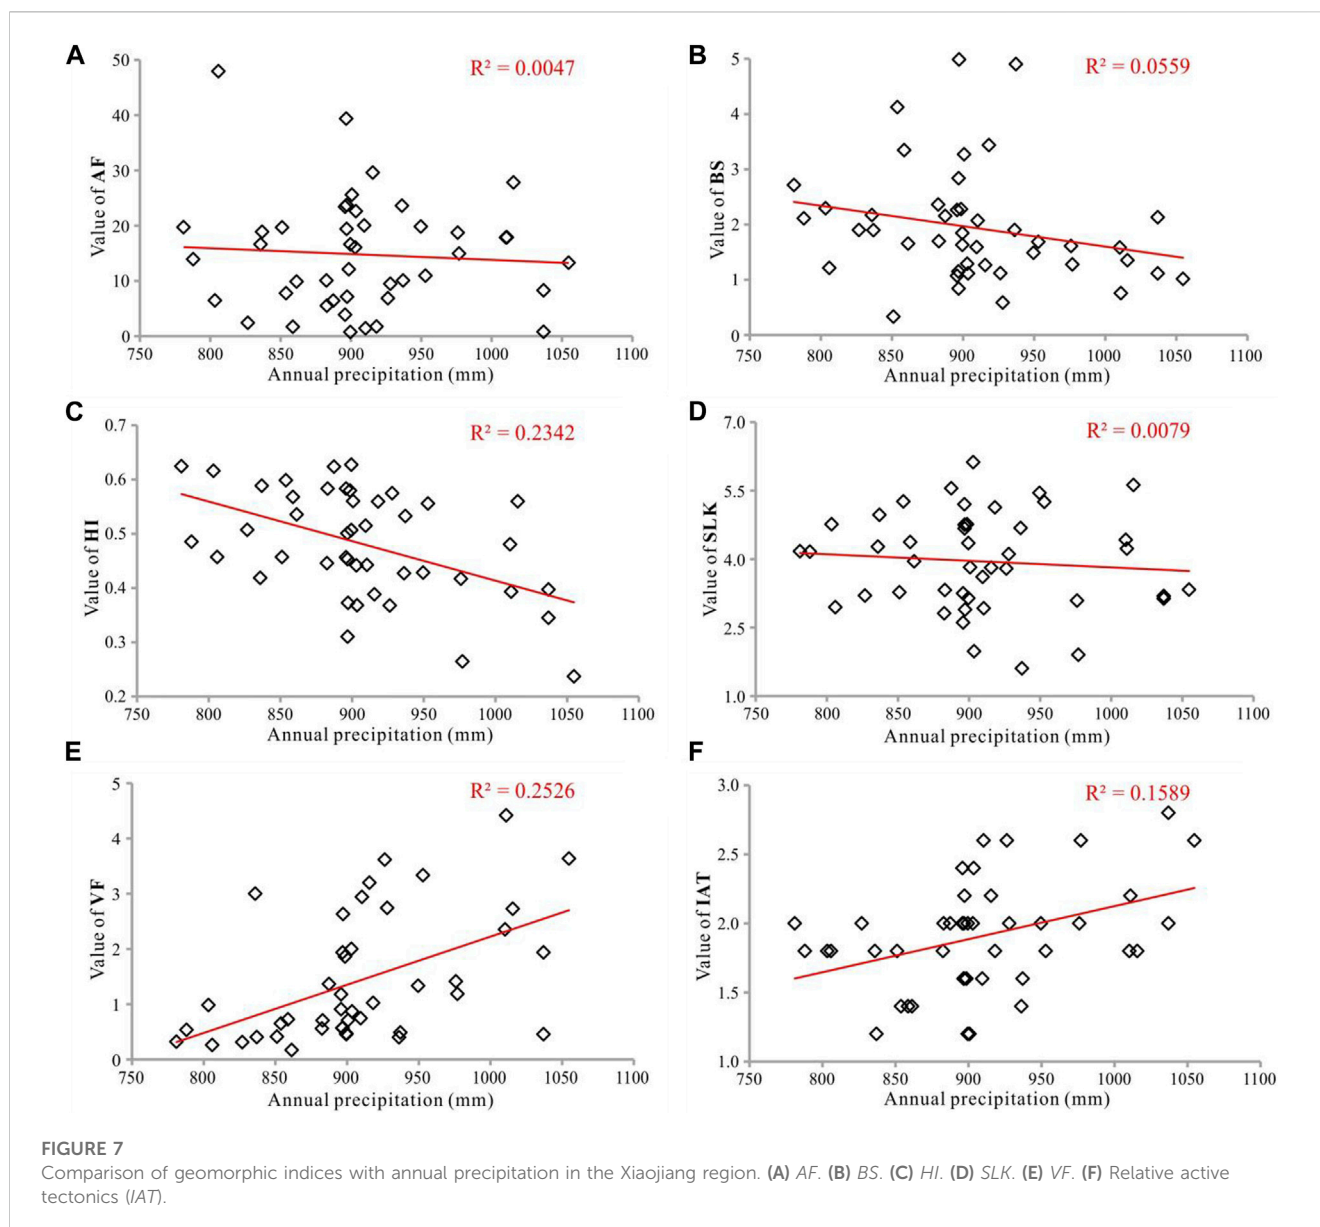 A
R² = 0.0047
Value of AF
50
40
30
20
10
0
750 800 850 900 950 1000 1050 1100
Annual precipitation (mm)
B
R² = 0.0559
Value of BS
5
4
3
2
1
0
750 800 850 900 950 1000 1050 1100
Annual precipitation (mm)
C
R² = 0.2342
Value of HI
0.7
0.6
0.5
0.4
0.3
0.2
750 800 850 900 950 1000 1050 1100
Annual precipitation (mm)
D
R² = 0.0079
Value of SLK
7.0
5.5
4.0
2.5
1.0
750 800 850 900 950 1000 1050 1100
Annual precipitation (mm)
E
R² = 0.2526
Value of VF
5
4
3
2
1
0
750 800 850 900 950 1000 1050 1100
Annual precipitation (mm)
F
R² = 0.1589
Value of IAT
3.0
2.5
2.0
1.5
1.0
750 800 850 900 950 1000 1050 1100
Annual precipitation (mm)
FIGURE 7
Comparison of geomorphic indices with annual precipitation in the Xiaojiang region. (A) AF. (B) BS. (C) HI. (D) SLK. (E) VF. (F) Relative active
tectonics (IAT).